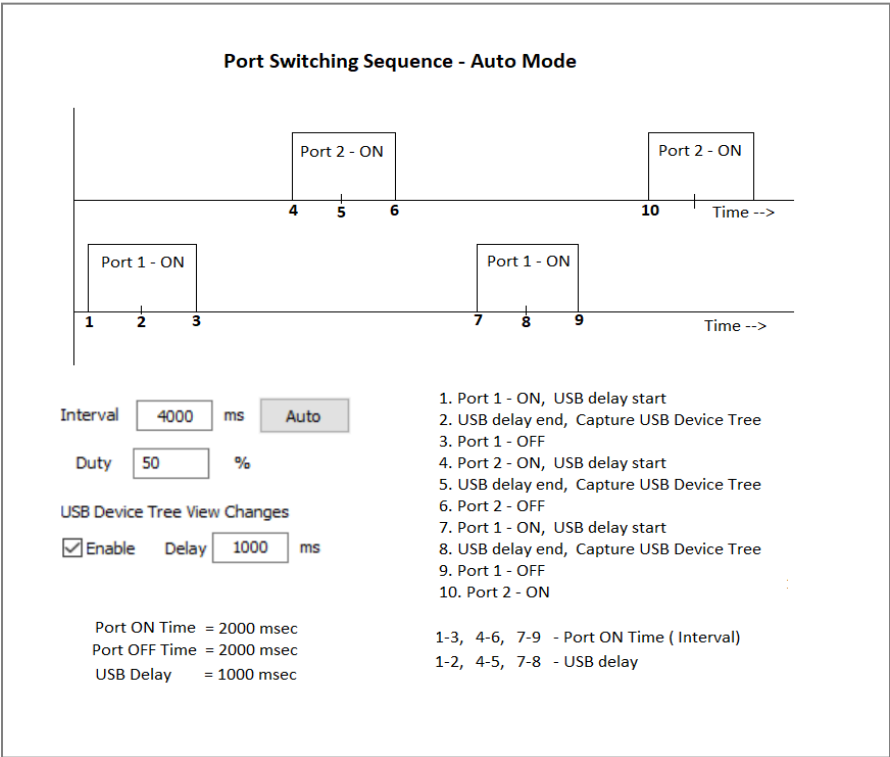 Port Switching Sequence - Auto Mode
Port 2 - ON
Port 2 - ON
4 5 6 10 Time -->
Port 1 - ON
Port 1 - ON
1 2 3 7 8 9 Time -->
Interval 4000 ms Auto
Duty 50 %
USB Device Tree View Changes
Enable Delay 1000 ms
Port ON Time = 2000 msec
Port OFF Time = 2000 msec
USB Delay = 1000 msec
1. Port 1 - ON, USB delay start
2. USB delay end, Capture USB Device Tree
3. Port 1 - OFF
4. Port 2 - ON, USB delay start
5. USB delay end, Capture USB Device Tree
6. Port 2 - OFF
7. Port 1 - ON, USB delay start
8. USB delay end, Capture USB Device Tree
9. Port 1 - OFF
10. Port 2 - ON
1-3, 4-6, 7-9 - Port ON Time ( Interval)
1-2, 4-5, 7-8 - USB delay